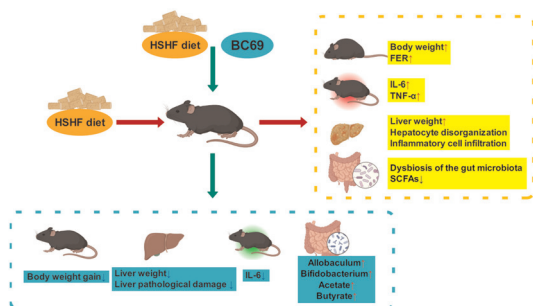 HSHF diet
BC69
HSHF diet
Body weight↑
FER↑
IL-6↑
TNF-α↑
Liver weight↑
Hepatocyte disorganization
Inflammatory cell infiltration
Dysbiosis of the gut microbiota
SCFAs↓
Body weight gain↓
Liver weight↓
Liver pathological damage ↓
IL-6↓
Allobaculum↑
Bifidobacterium↑
Acetate↑
Butyrate↑